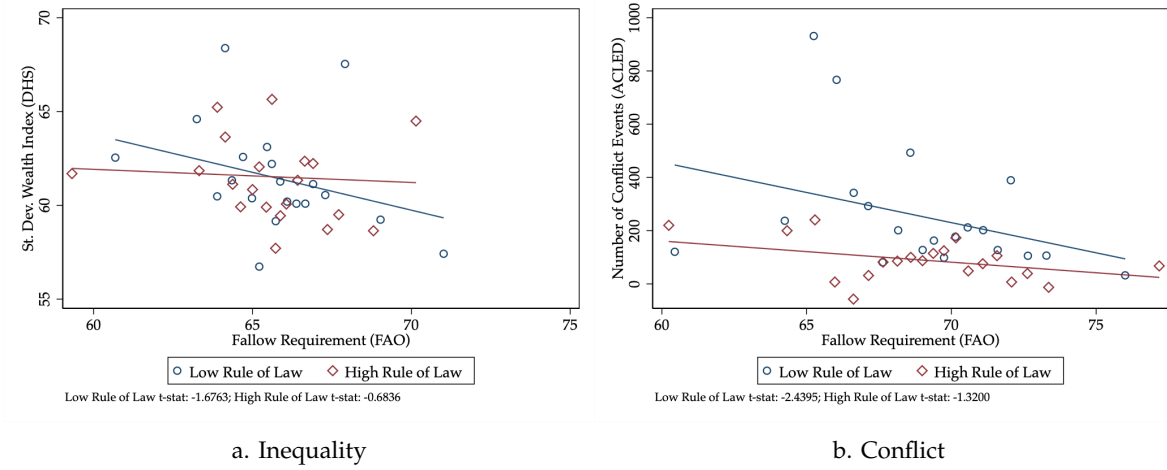 70
65
60
55
St. Dev. Wealth Index (DHS)
60 65 70 75
Fallow Requirement (FAO)
Low Rule of Law High Rule of Law
Low Rule of Law t-stat: -1.6763; High Rule of Law t-stat: -0.6836
a. Inequality
1000
800
600
400
200
0
Number of Conflict Events (ACLED)
60 65 70 75
Fallow Requirement (FAO)
Low Rule of Law High Rule of Law
Low Rule of Law t-stat: -2.4395; High Rule of Law t-stat: -1.3200
b. Conflict